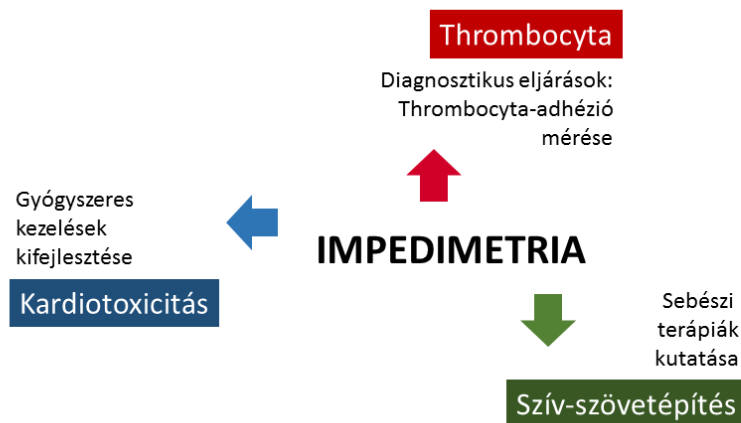 Thrombocyta
Diagnosztikus eljárások:
Thrombocyta-adhézió
mérése
Gyógyszeres
kezelések
kifejlesztése
Kardiotoxicitás
IMPEDIMETRIA
Sebészi
terápiák
kutatása
Szív-szövetépítés